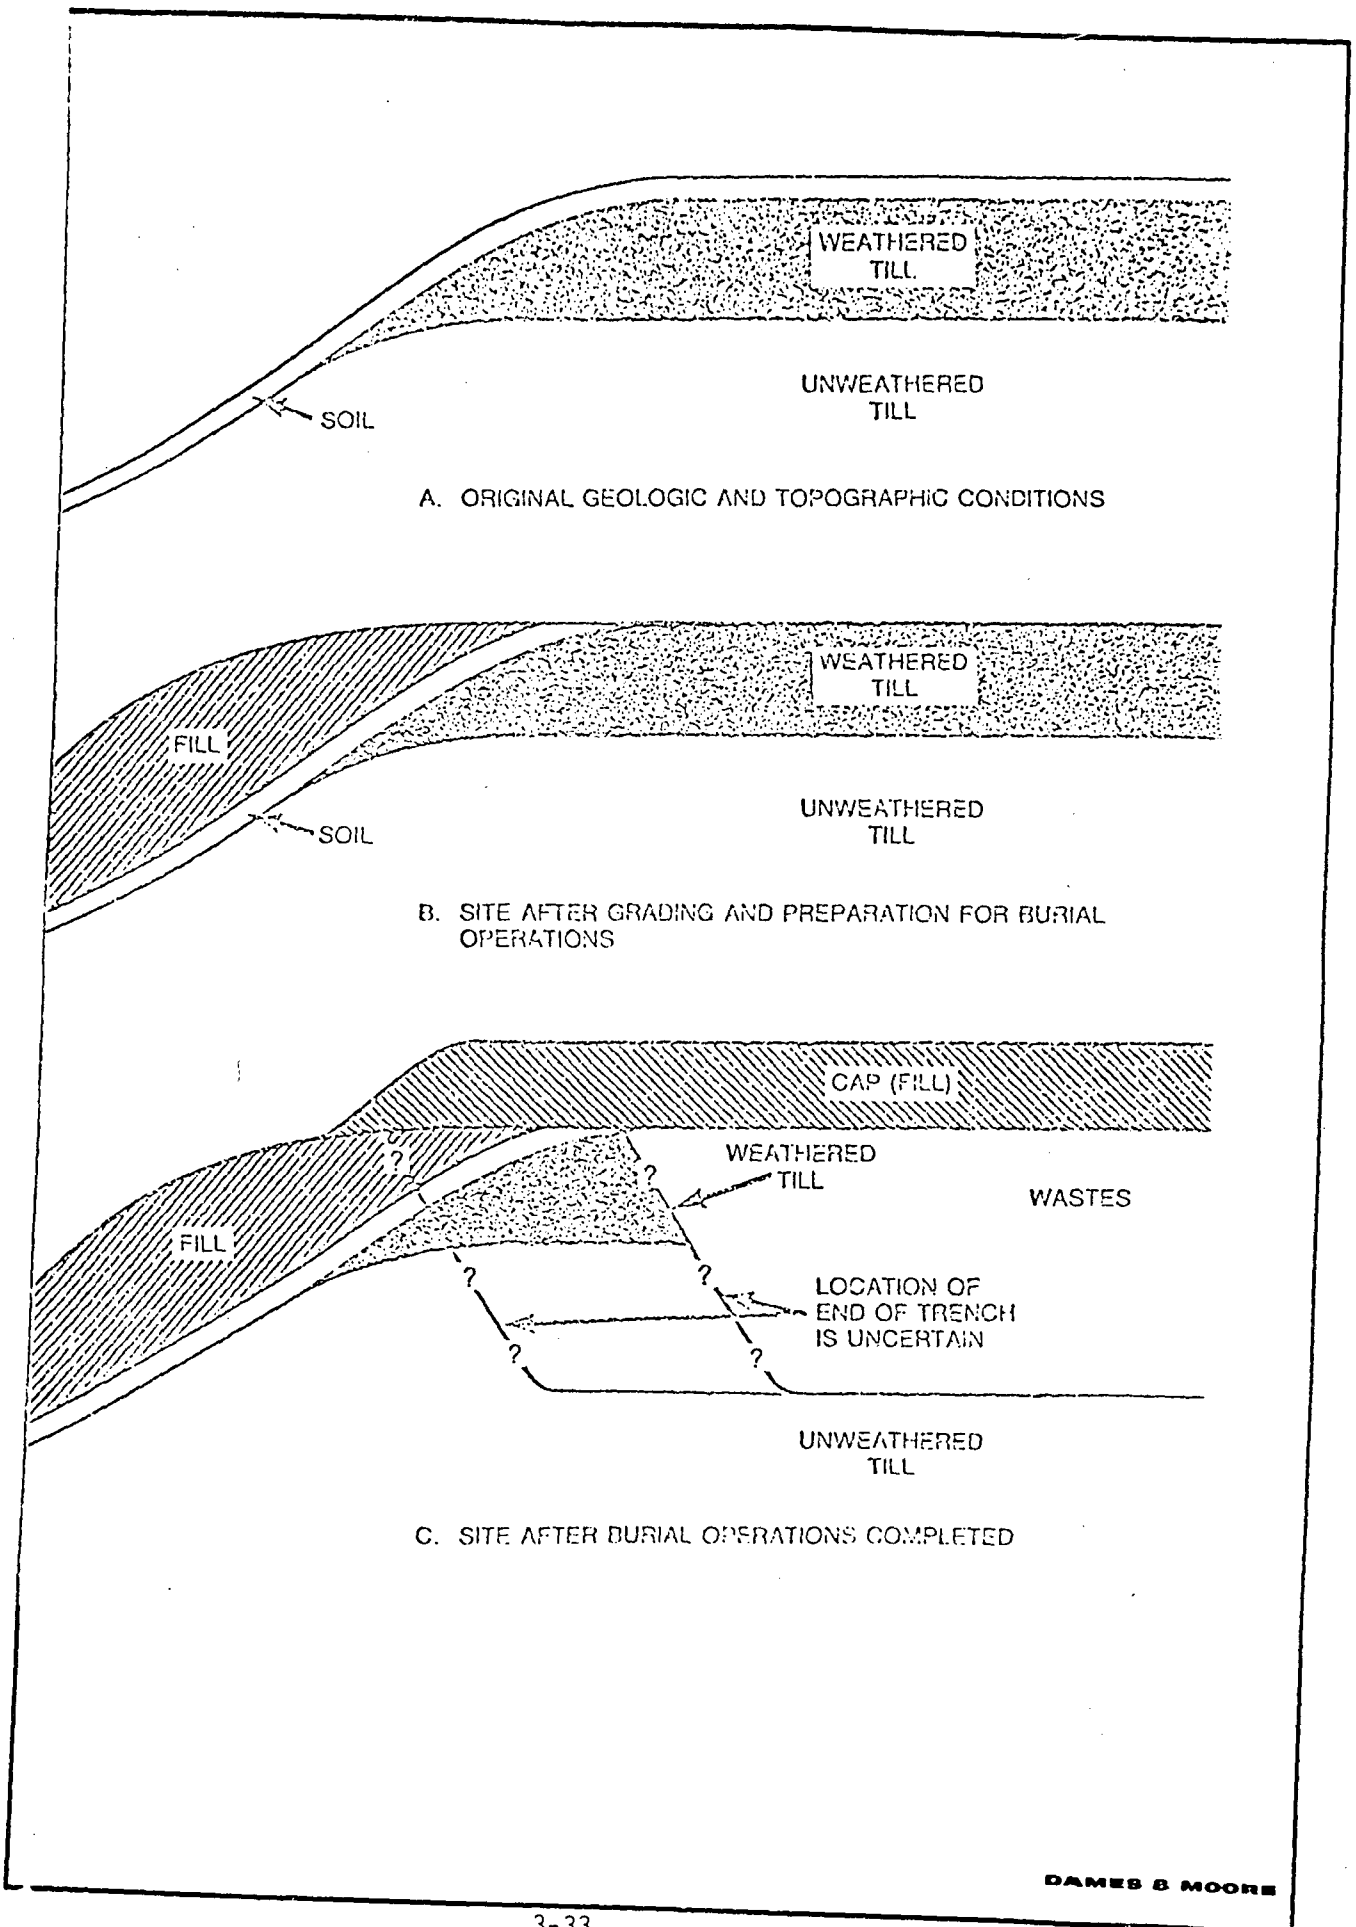 WEATHERED
TILL
UNWEATHERED
TILL
SOIL
A. ORIGINAL GEOLOGIC AND TOPOGRAPHIC CONDITIONS
WEATHERED
TILL
FILL
UNWEATHERED
TILL
SOIL
B. SITE AFTER GRADING AND PREPARATION FOR BURIAL
OPERATIONS
CAP (FILL)
?
?
WEATHERED
TILL
WASTES
FILL
?
?
LOCATION OF
END OF TRENCH
IS UNCERTAIN
?
?
UNWEATHERED
TILL
C. SITE AFTER BURIAL OPERATIONS COMPLETED
DAMES & MOORE
3-33